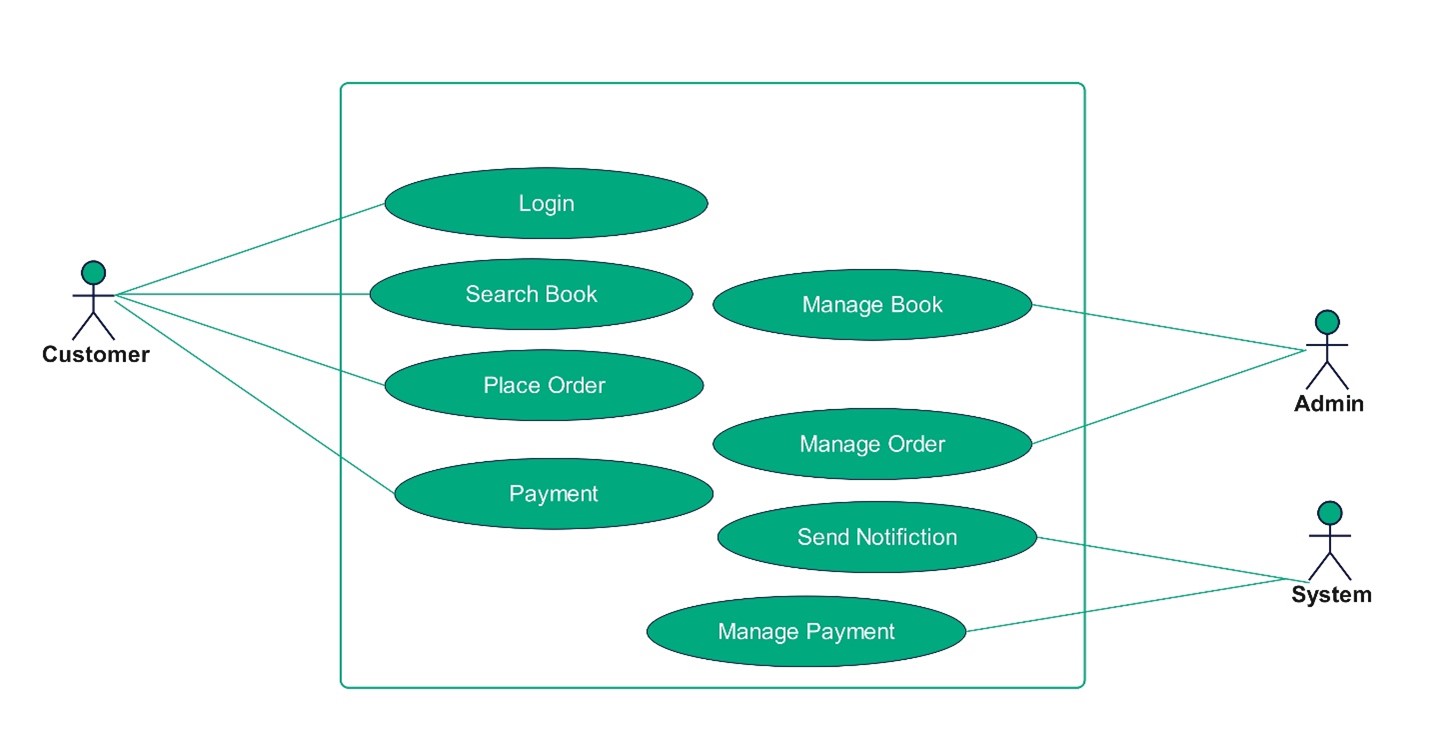 Login
Search Book
Manage Book
Customer
Place Order
Admin
Manage Order
Payment
Send Notifiction
System
Manage Payment